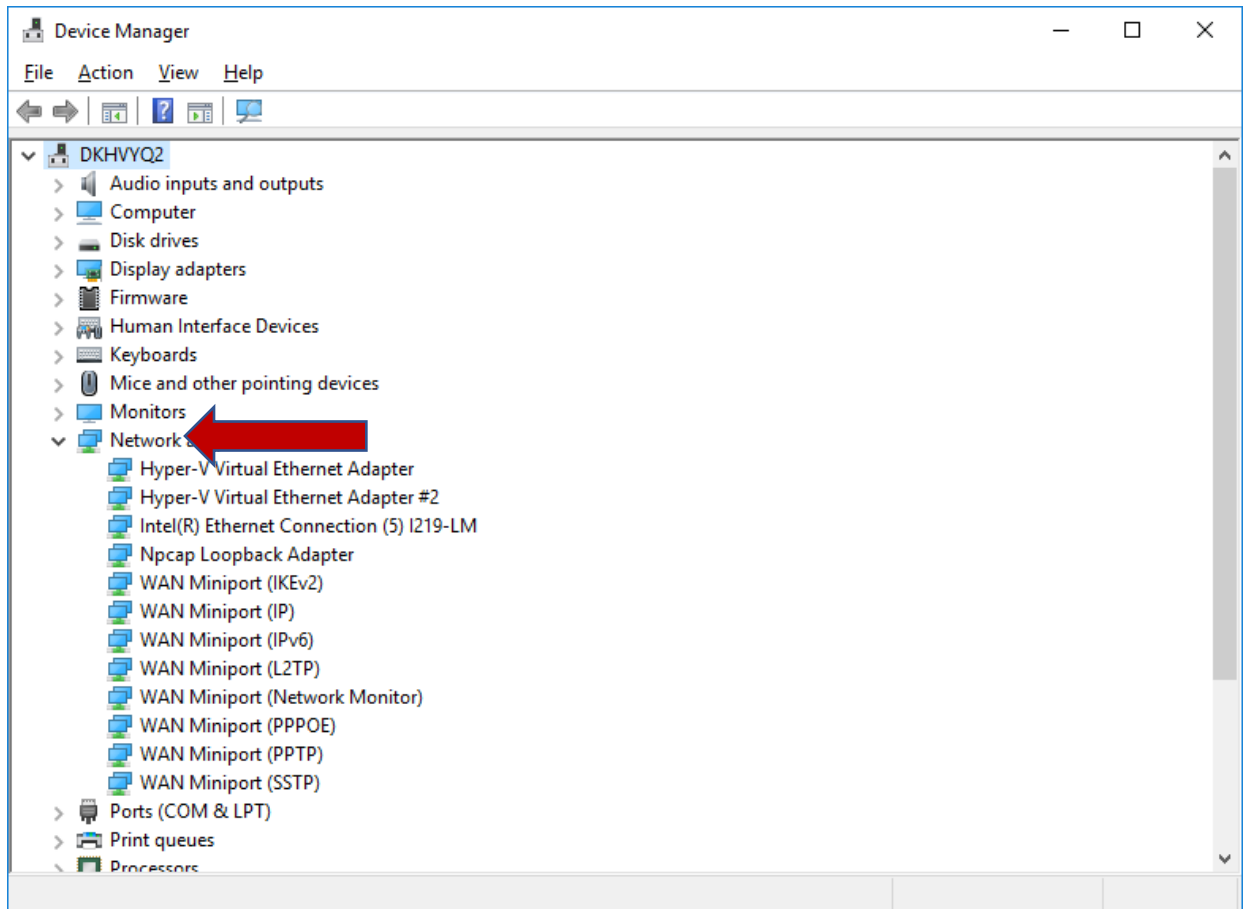 Device Manager
File Action View Help
?
DKHVYQ2
Audio inputs and outputs
Computer
Disk drives
Display adapters
Firmware
Human Interface Devices
Keyboards
Mice and other pointing devices
Monitors
Network
Hyper-V Virtual Ethernet Adapter
Hyper-V Virtual Ethernet Adapter #2
Intel(R) Ethernet Connection (5) I219-LM
Npcap Loopback Adapter
WAN Miniport (IKEv2)
WAN Miniport (IP)
WAN Miniport (IPv6)
WAN Miniport (L2TP)
WAN Miniport (Network Monitor)
WAN Miniport (PPPOE)
WAN Miniport (PPTP)
WAN Miniport (SSTP)
Ports (COM & LPT)
Print queues
Processors